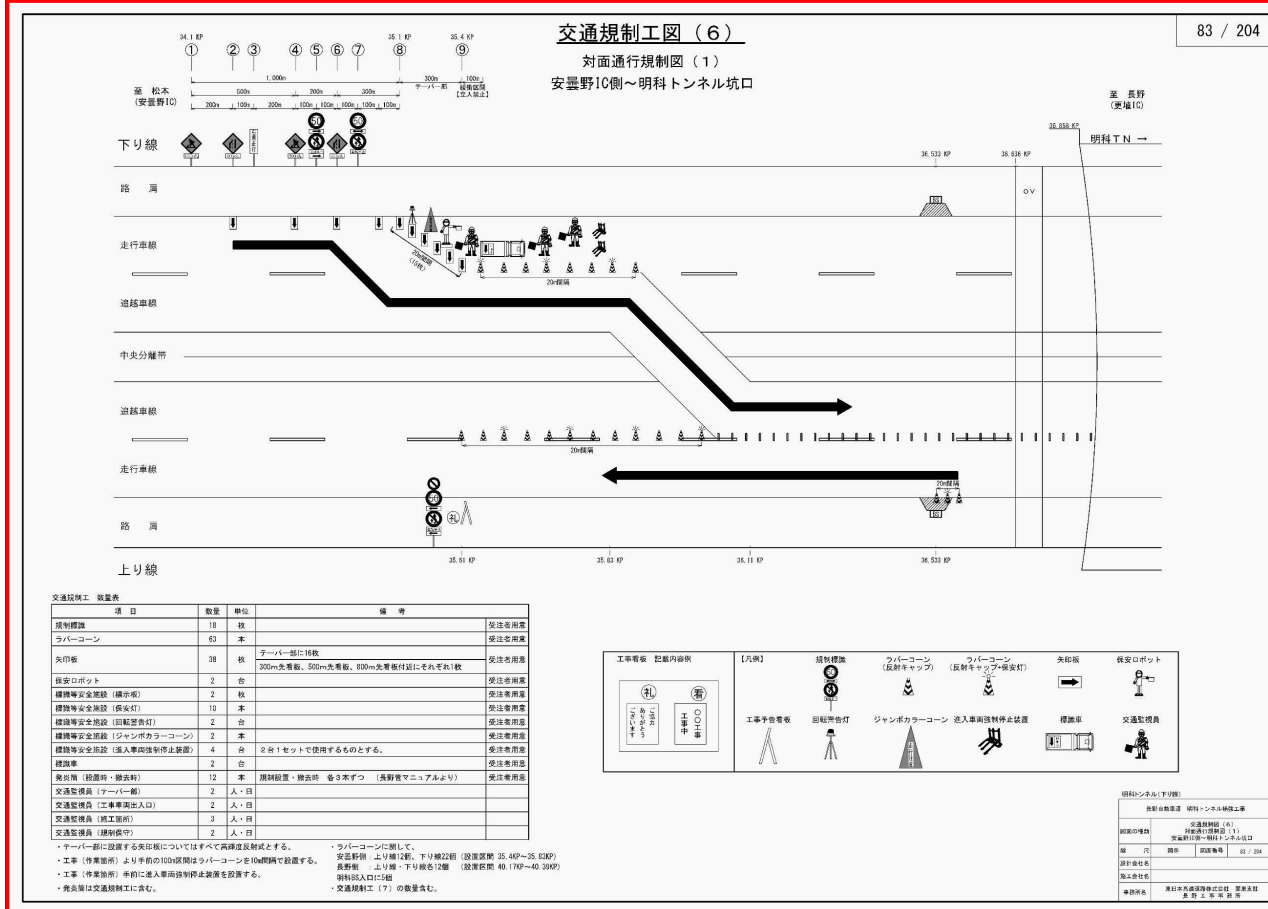 交通規制工図（6）
対面通行規制図（1）
安曇野IC側～明科トンネル坑口
83 / 204
34.1 KP
35.1 KP
35.4 KP
① ② ③ ④ ⑤ ⑥ ⑦ ⑧ ⑨
1,000m
300m
100m
テーパー部
緩衝区間
【立入禁止】
500m
200m
300m
200m
100m
200m
100m
100m
100m
100m
100m
至 松本
(安曇野IC)
至 長野
(更埴IC)
36.858 KP
明科TN →
下り線
36.533 KP
36.636 KP
路 肩
OV
BS
走行車線
20m間隔
(15枚)
20m間隔
追越車線
中央分離帯
追越車線
20m間隔
走行車線
20m間隔
50
礼
BS
路 肩
上り線
35.61 KP
35.83 KP
36.11 KP
36.533 KP
交通規制工 数量表
項 目 数量 単位 備 考
規制標識 18 枚 受注者用意
ラバーコーン 63 本 受注者用意
矢印板 38 枚 テーパー部に16枚 受注者用意
300m先看板、500m先看板、800m先看板付近にそれぞれ1枚
保安ロボット 2 台 受注者用意
標識等安全施設（標示板） 2 枚 受注者用意
標識等安全施設（保安灯） 10 本 受注者用意
標識等安全施設（回転警告灯） 2 台 受注者用意
標識等安全施設（ジャンボカラーコーン） 2 本 受注者用意
標識等安全施設（進入車両強制停止装置） 4 台 2台1セットで使用するものとする。 受注者用意
標識車 2 台 受注者用意
発炎筒（設置時・撤去時） 12 本 規制設置・撤去時 各3本ずつ （長野管マニュアルより） 受注者用意
交通監視員（テーパー部） 2 人・日
交通監視員（工事車両出入口） 2 人・日
交通監視員（施工箇所） 3 人・日
交通監視員（規制保守） 2 人・日
・テーパー部に設置する矢印板についてはすべて高輝度反射式とする。
・工事（作業箇所）より手前の100m区間はラバーコーンを10m間隔で設置する。
・工事（作業箇所）手前に進入車両強制停止装置を設置する。
・発炎筒は交通規制工に含む。
・ラバーコーンに関して、
安曇野側：上り線12個、下り線22個（設置区間 35.4KP～35.83KP）
長野側 ：上り線・下り線各12個 （設置区間 40.17KP～40.39KP）
明科BS入口に5個
・交通規制工（7）の数量含む。
工事看板 記載内容例
礼
ご協力
ありがとう
ございます
看
〇〇工事
工事中
【凡例】
規制標識
ラバーコーン
(反射キャップ)
ラバーコーン
(反射キャップ+保安灯)
矢印板
保安ロボット
工事予告看板
回転警告灯
ジャンボカラーコーン
進入車両強制停止装置
標識車
交通監視員
明科トンネル(下り線)
長野自動車道 明科トンネル補強工事
図面の種類
交通規制図（6）
対面通行規制図（1）
安曇野IC側～明科トンネル坑口
縮 尺 図示 図面番号 83 / 204
設計会社名
施工会社名
事務所名
東日本高速道路株式会社 関東支社
長野工事事務所